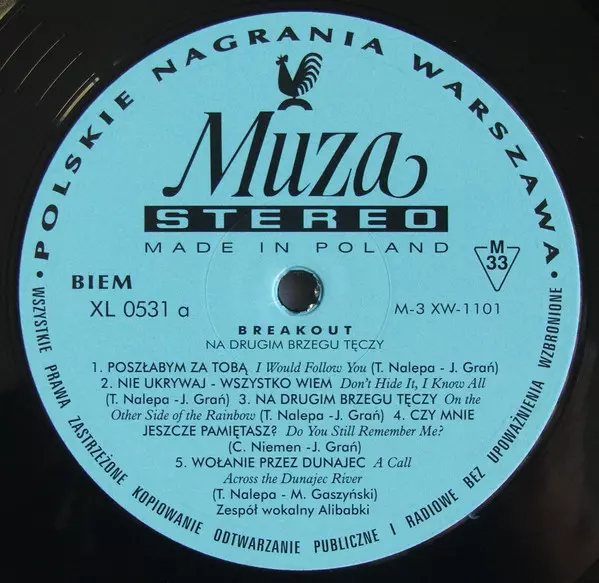 • POLSKIE NAGRANIA WARSZAWA •
Muza
STEREO
MADE IN POLAND
BIEM
XL 0531 a
M
33
M-3 XW-1101
BREAKOUT
NA DRUGIM BRZEGU TĘCZY
1. POSZŁABYM ZA TOBĄ I Would Follow You (T. Nalepa - J. Grań)
2. NIE UKRYWAJ - WSZYSTKO WIEM Don't Hide It, I Know All
(T. Nalepa -J. Grań) 3. NA DRUGIM BRZEGU TĘCZY On the
Other Side of the Rainbow (T. Nalepa - J. Grań) 4. CZY MNIE
JESZCZE PAMIĘTASZ? Do You Still Remember Me?
(C. Niemen -J. Grań)
5. WOŁANIE PRZEZ DUNAJEC A Call
Across the Dunajec River
(T. Nalepa - M. Gaszyński)
Zespół wokalny Alibabki
WSZYSTKIE PRAWA ZASTRZEŻONE KOPIOWANIE ODTWARZANIE PUBLICZNE I RADIOWE BEZ UPOWAŻNIENIA WZBRONIONE